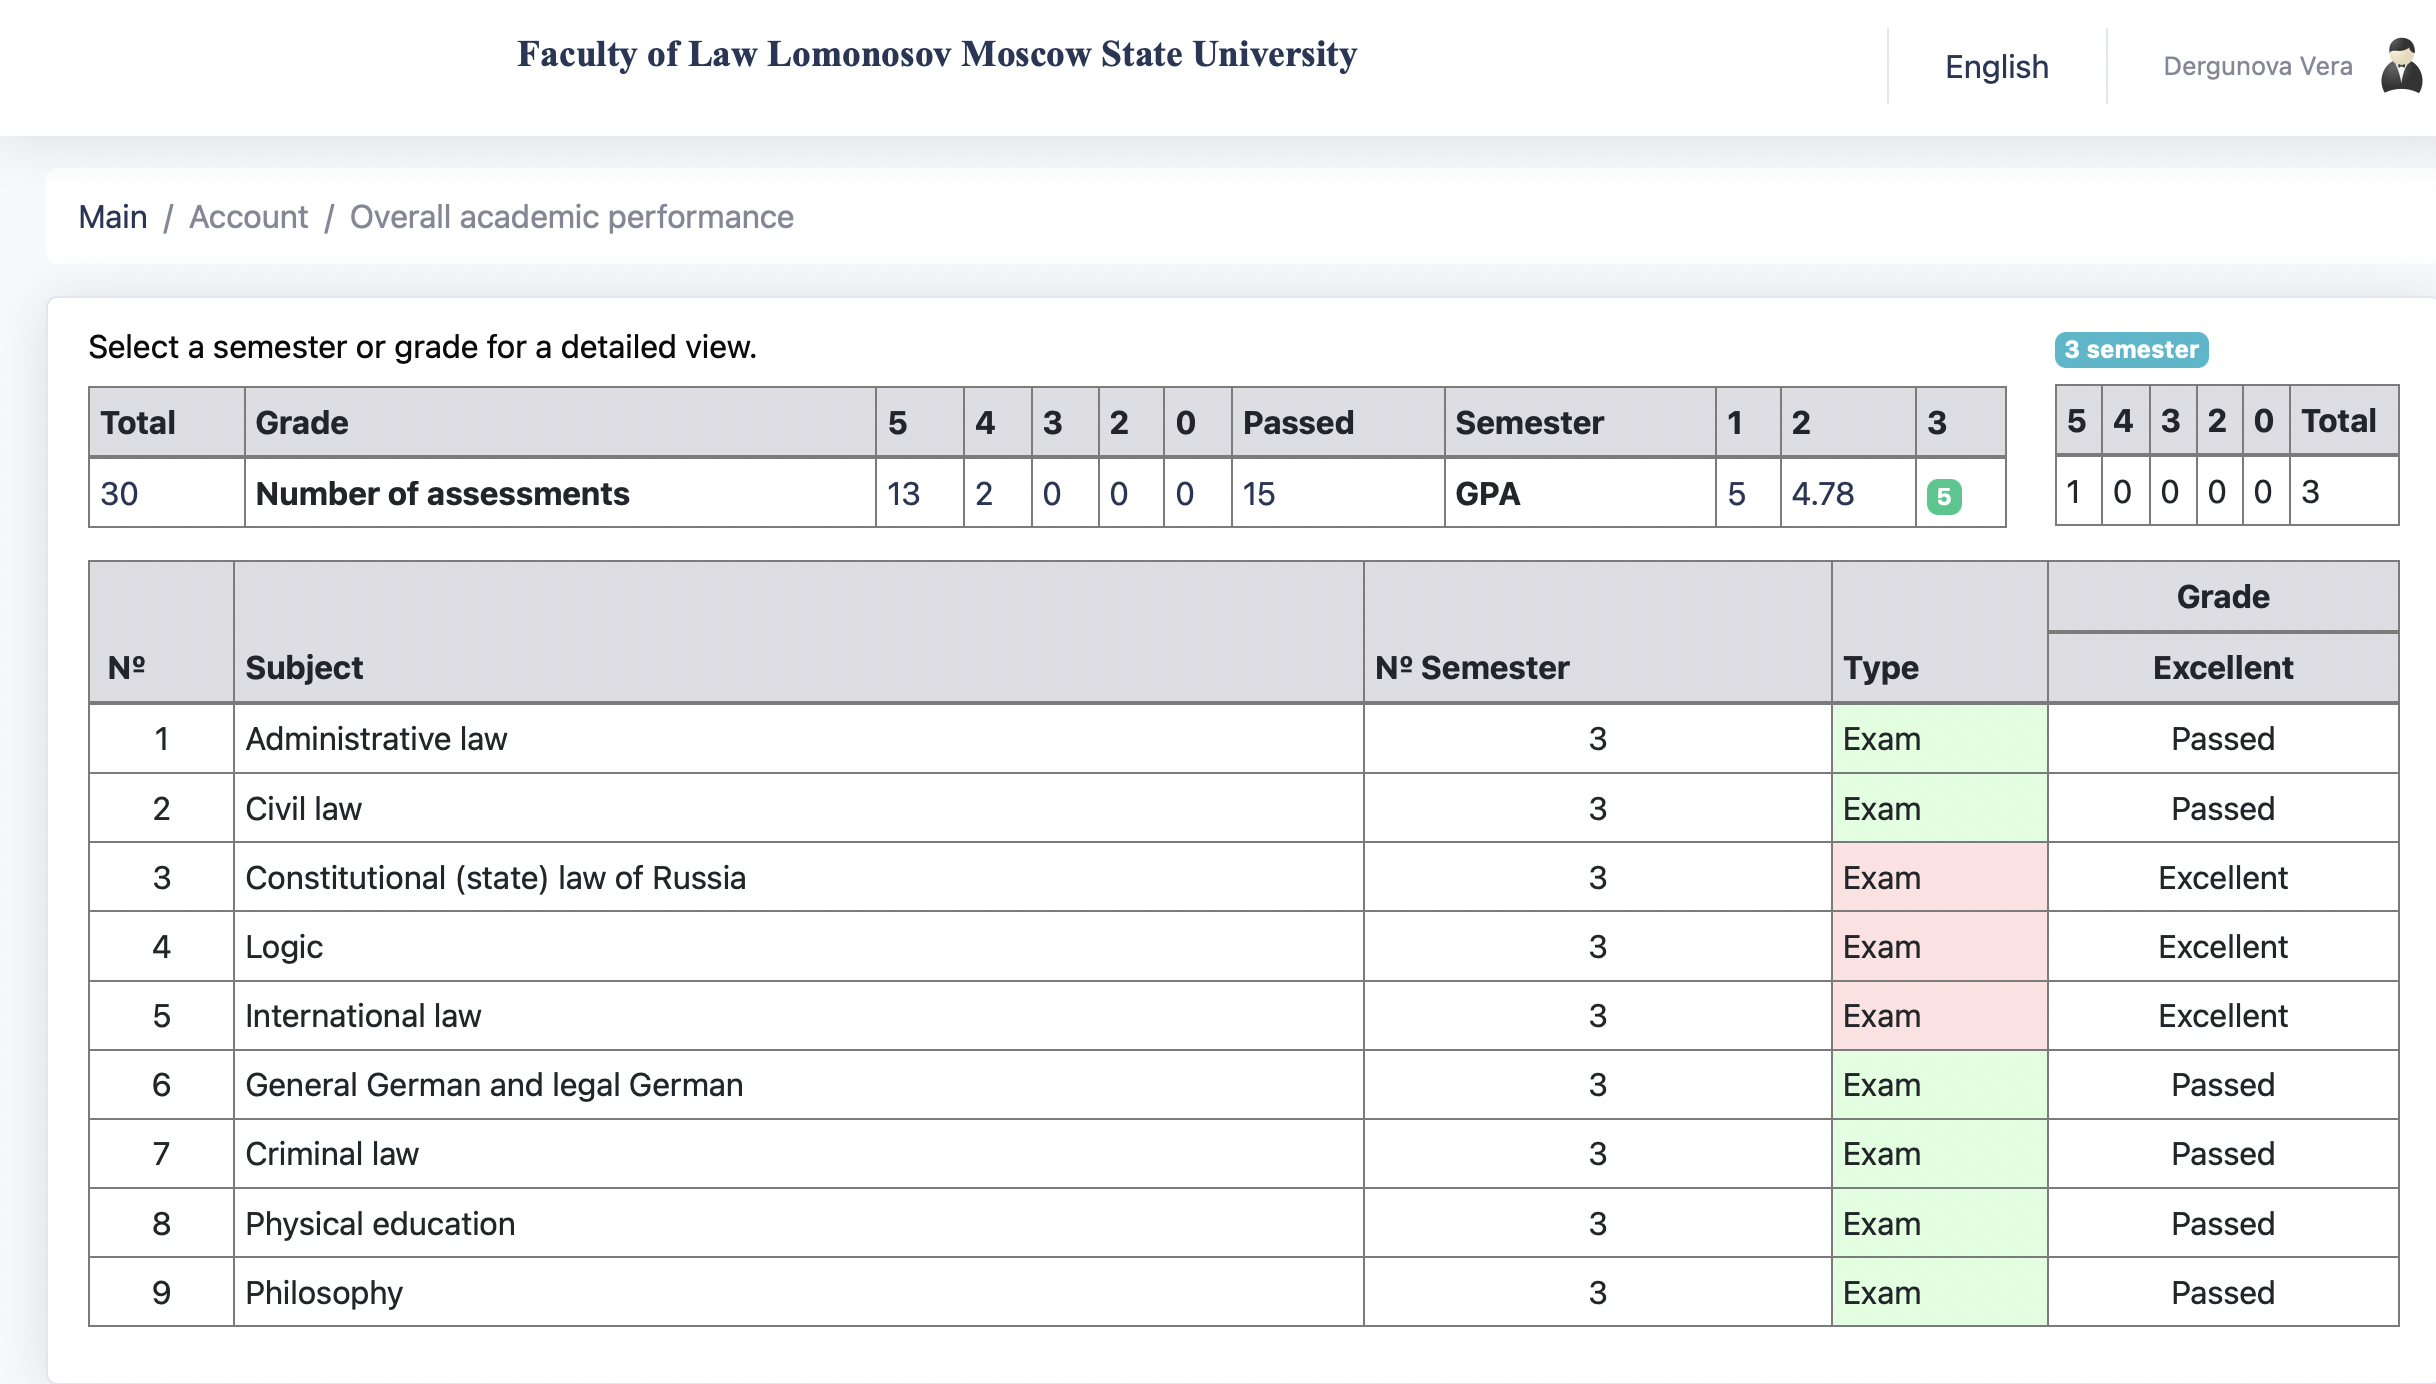 Faculty of Law Lomonosov Moscow State University
English
Dergunova Vera
Main / Account / Overall academic performance
Select a semester or grade for a detailed view.
3 semester
Total Grade 5 4 3 2 0 Passed Semester 1 2 3
30 Number of assessments 13 2 0 0 0 15 GPA 5 4.78 5
5 4 3 2 0 Total
1 0 0 0 0 3
Grade
Nº Subject Nº Semester Type Excellent
1 Administrative law 3 Exam Passed
2 Civil law 3 Exam Passed
3 Constitutional (state) law of Russia 3 Exam Excellent
4 Logic 3 Exam Excellent
5 International law 3 Exam Excellent
6 General German and legal German 3 Exam Passed
7 Criminal law 3 Exam Passed
8 Physical education 3 Exam Passed
9 Philosophy 3 Exam Passed